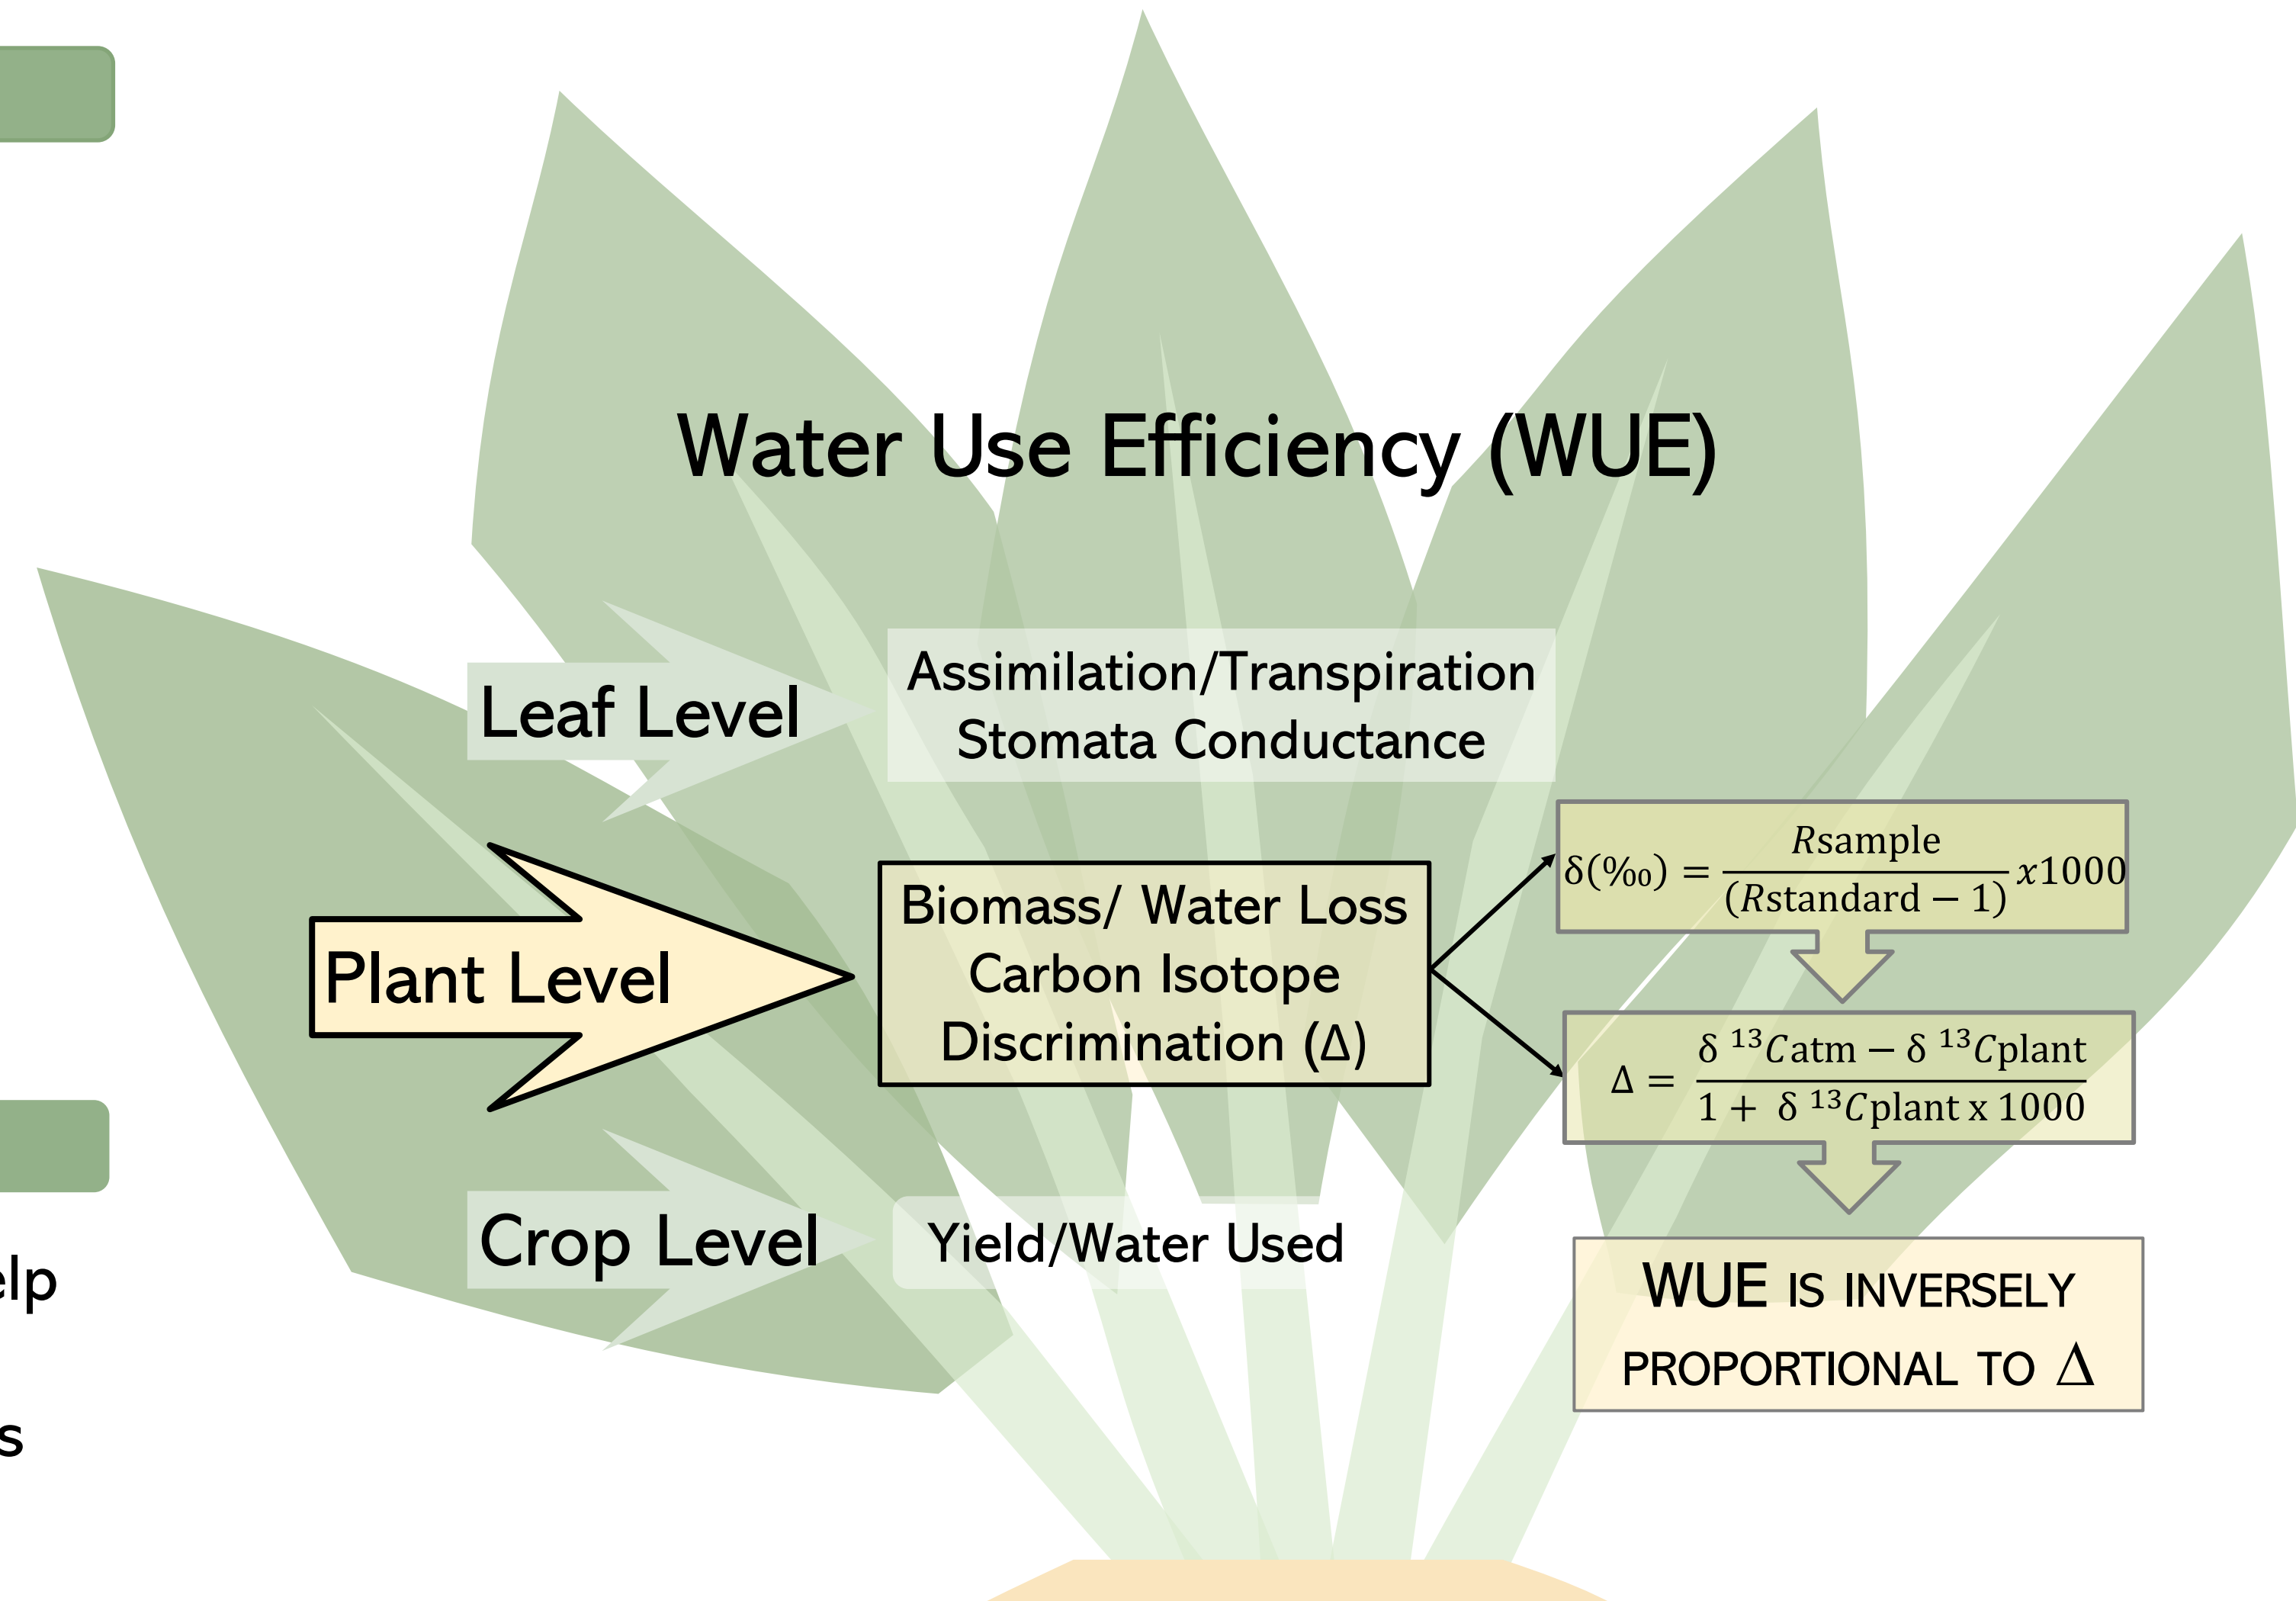 Water Use Efficiency (WUE)
Leaf Level
Assimilation/Transpiration
Stomata Conductance
Plant Level
Biomass/ Water Loss
Carbon Isotope
Discrimination (Δ)
δ(‰) = Rsample / (Rstandard − 1) x1000
Δ = δ ¹³Catm − δ ¹³Cplant / 1 + δ ¹³Cplant x 1000
Crop Level
Yield/Water Used
WUE IS INVERSELY
PROPORTIONAL TO Δ
elp
s